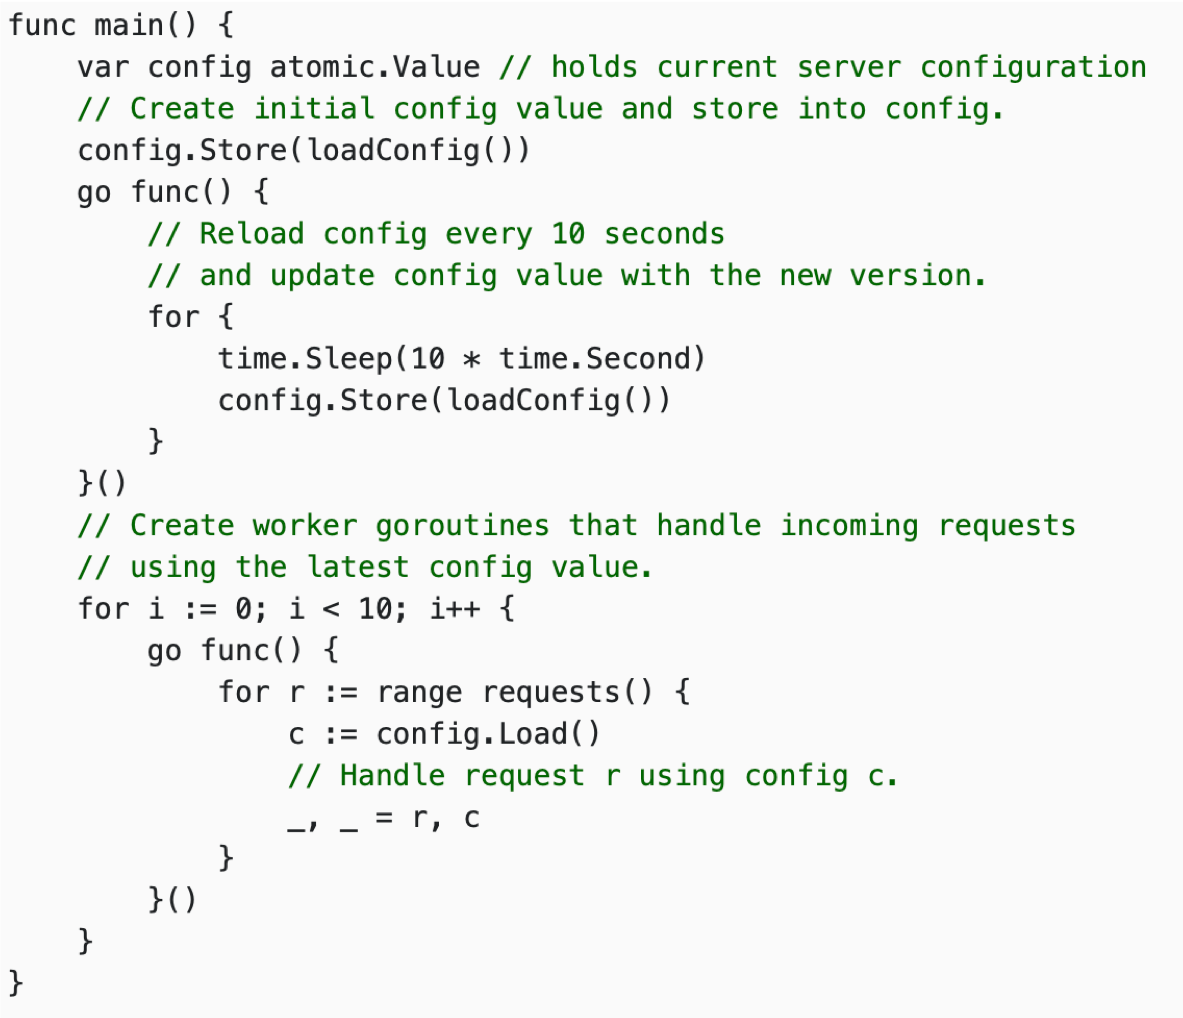 func main() {
    var config atomic.Value // holds current server configuration
    // Create initial config value and store into config.
    config.Store(loadConfig())
    go func() {
        // Reload config every 10 seconds
        // and update config value with the new version.
        for {
            time.Sleep(10 * time.Second)
            config.Store(loadConfig())
        }
    }()
    // Create worker goroutines that handle incoming requests
    // using the latest config value.
    for i := 0; i < 10; i++ {
        go func() {
            for r := range requests() {
                c := config.Load()
                // Handle request r using config c.
                _, _ = r, c
            }
        }()
    }
}